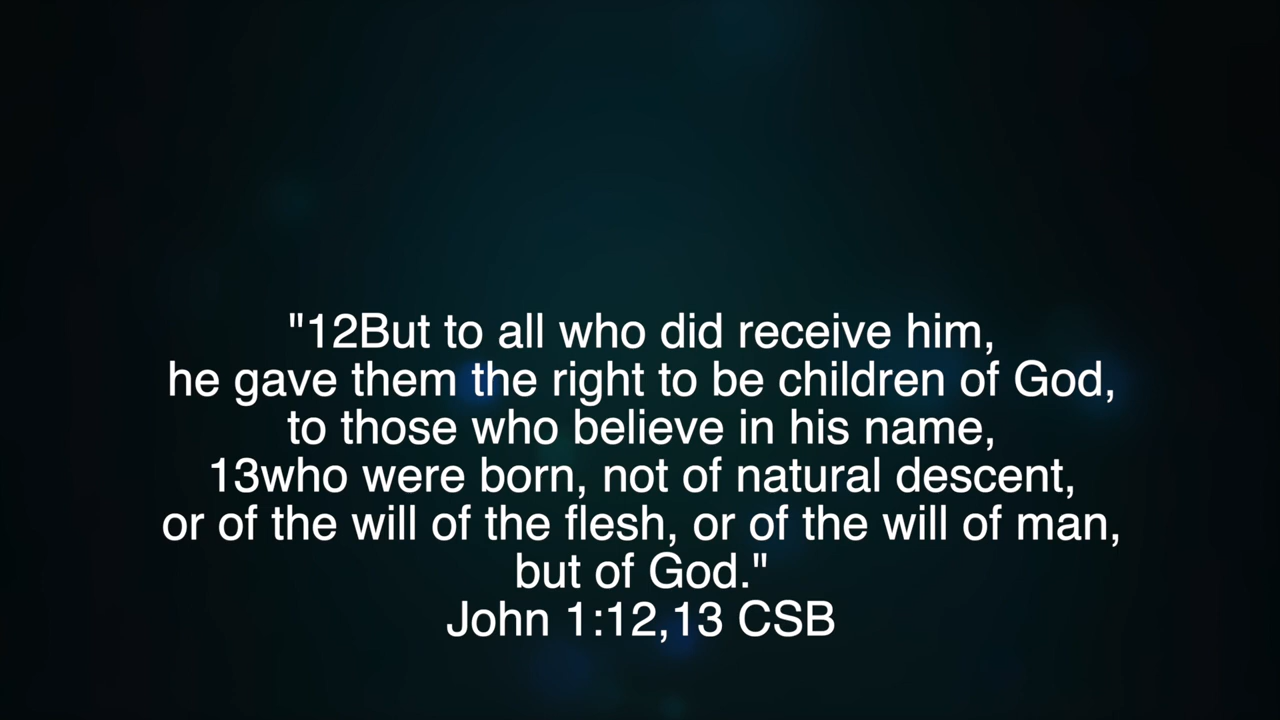 "12But to all who did receive him,
he gave them the right to be children of God,
to those who believe in his name,
13who were born, not of natural descent,
or of the will of the flesh, or of the will of man,
but of God."
John 1:12,13 CSB